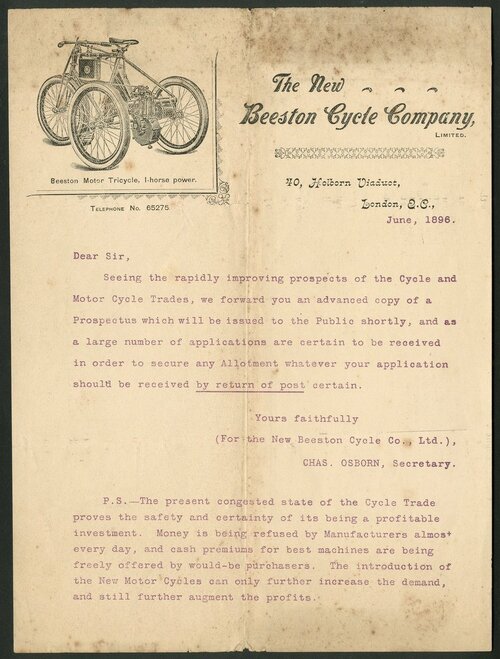 The New
Beeston Cycle Company,
LIMITED.
Beeston Motor Tricycle, 1-horse power.
TELEPHONE No. 65275.
40, Holborn Viaduct,
London, E.C.,
June, 1896.
Dear Sir,
Seeing the rapidly improving prospects of the Cycle and
Motor Cycle Trades, we forward you an advanced copy of a
Prospectus which will be issued to the Public shortly, and as
a large number of applications are certain to be received
in order to secure any Allotment whatever your application
should be received by return of post certain.
Yours faithfully
(For the New Beeston Cycle Co., Ltd.),
CHAS. OSBORN, Secretary.
P.S.—The present congested state of the Cycle Trade
proves the safety and certainty of its being a profitable
investment. Money is being refused by Manufacturers almost
every day, and cash premiums for best machines are being
freely offered by would-be purchasers. The introduction of
the New Motor Cycles can only further increase the demand,
and still further augment the profits.